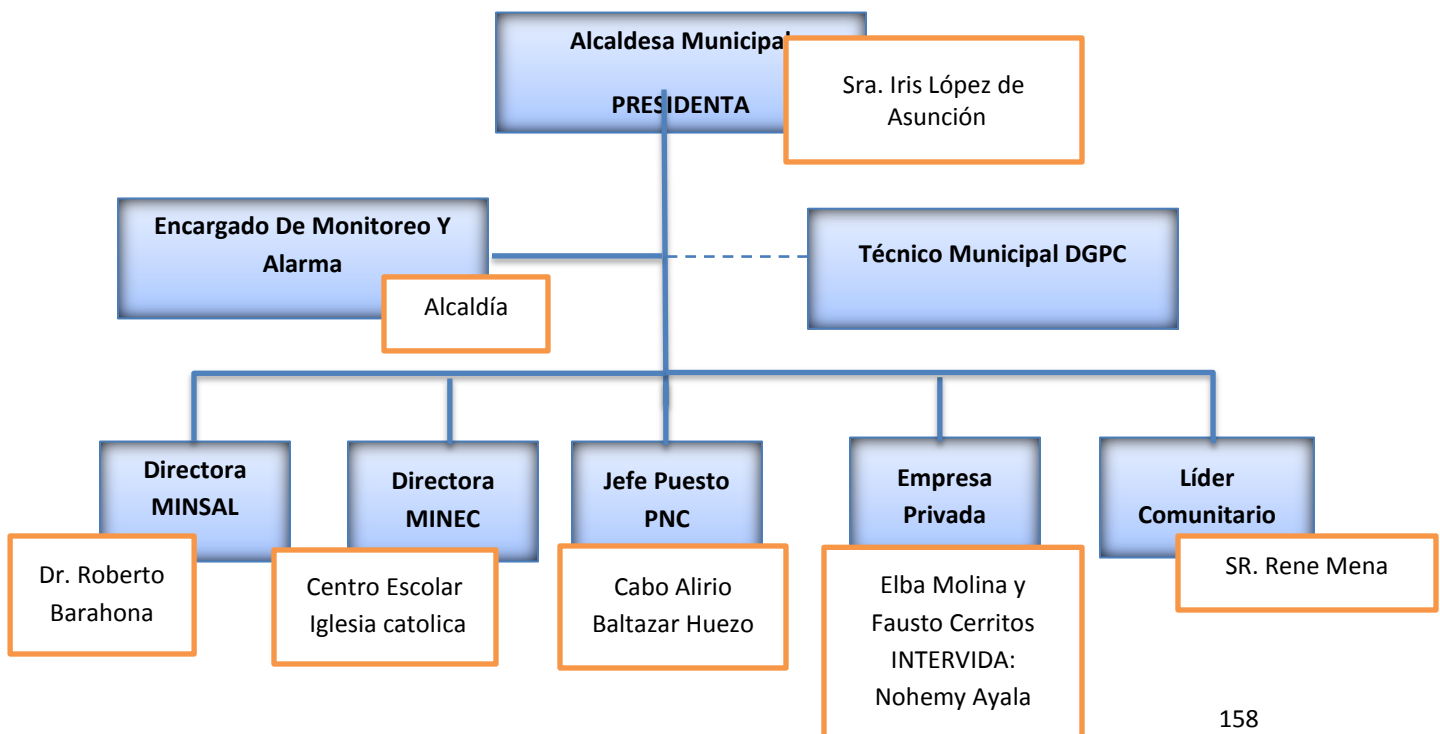 Alcaldesa Municipal
PRESIDENTA
Sra. Iris López de
Asunción
Encargado De Monitoreo Y
Alarma
Alcaldía
Técnico Municipal DGPC
Directora
MINSAL
Dr. Roberto
Barahona
Directora
MINEC
Centro Escolar
Iglesia catolica
Jefe Puesto
PNC
Cabo Alirio
Baltazar Huezo
Empresa
Privada
Elba Molina y
Fausto Cerritos
INTERVIDA:
Nohemy Ayala
Líder
Comunitario
SR. Rene Mena
158